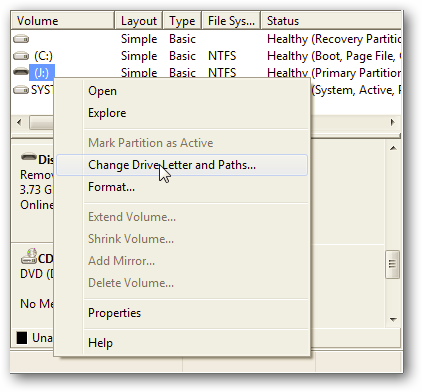 Volume Layout Type File Sys... Status
Simple Basic Healthy (Recovery Partiti
(C:) Simple Basic NTFS Healthy (Boot, Page File, C
(J:) Simple Basic NTFS Healthy (Primary Partition
SYST (System, Active, P
Open
Explore
Mark Partition as Active
Change Drive Letter and Paths...
Format...
Extend Volume...
Shrink Volume...
Add Mirror...
Delete Volume...
Properties
Help
Dis
Remov
3.73 G
Online
CD
DVD (D
No Me
Una